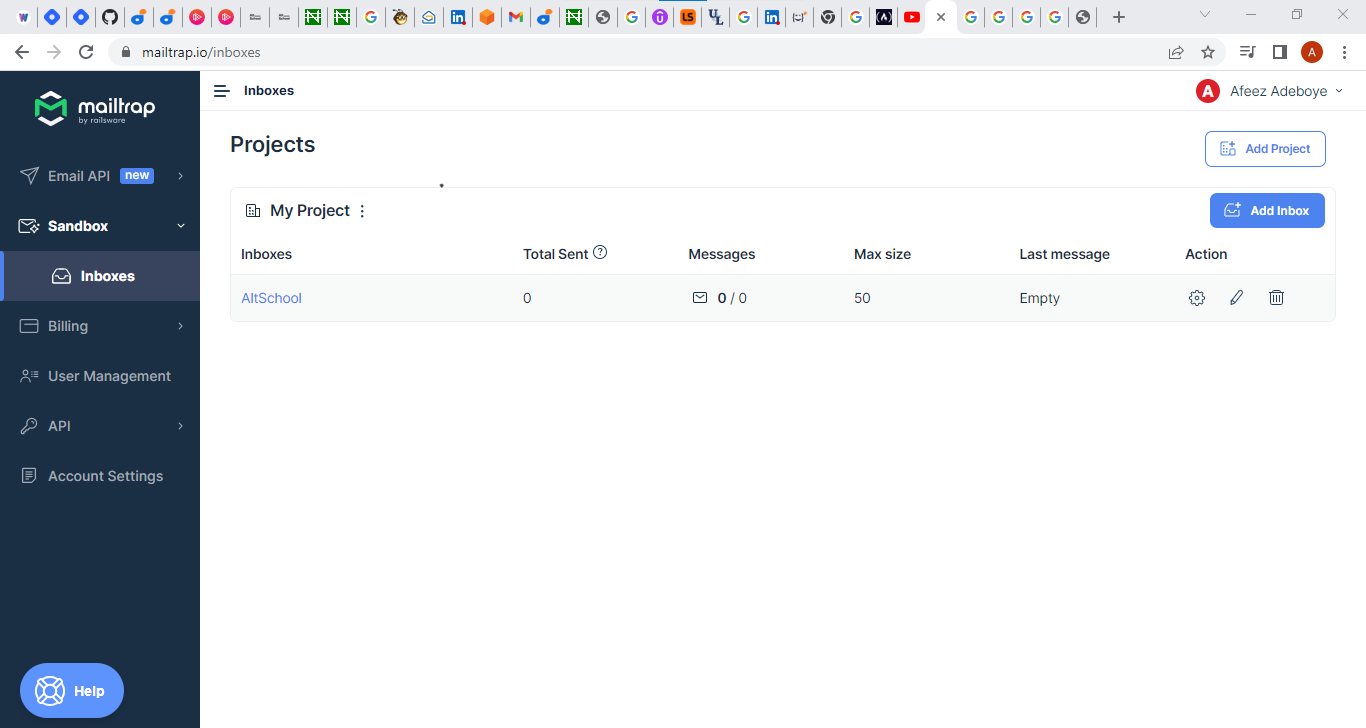 mailtrap.io/inboxes
A
mailtrap
by railsware
Inboxes
A Afeez Adeboye
Email API new
Sandbox
Inboxes
Billing
User Management
API
Account Settings
Help
Projects
Add Project
My Project
Add Inbox
Inboxes Total Sent ? Messages Max size Last message Action
AltSchool 0 0 / 0 50 Empty